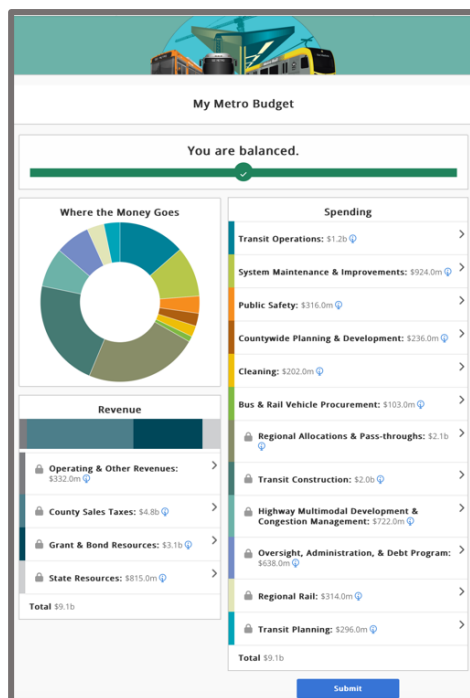 My Metro Budget
You are balanced.
Where the Money Goes
Revenue
Operating & Other Revenues:
$332.0m
County Sales Taxes: $4.8b
Grant & Bond Resources: $3.1b
State Resources: $815.0m
Total $9.1b
Spending
Transit Operations: $1.2b
System Maintenance & Improvements: $924.0m
Public Safety: $316.0m
Countywide Planning & Development: $236.0m
Cleaning: $202.0m
Bus & Rail Vehicle Procurement: $103.0m
Regional Allocations & Pass-throughs: $2.1b
Transit Construction: $2.0b
Highway Multimodal Development &
Congestion Management: $722.0m
Oversight, Administration, & Debt Program:
$638.0m
Regional Rail: $314.0m
Transit Planning: $296.0m
Total $9.1b
Submit